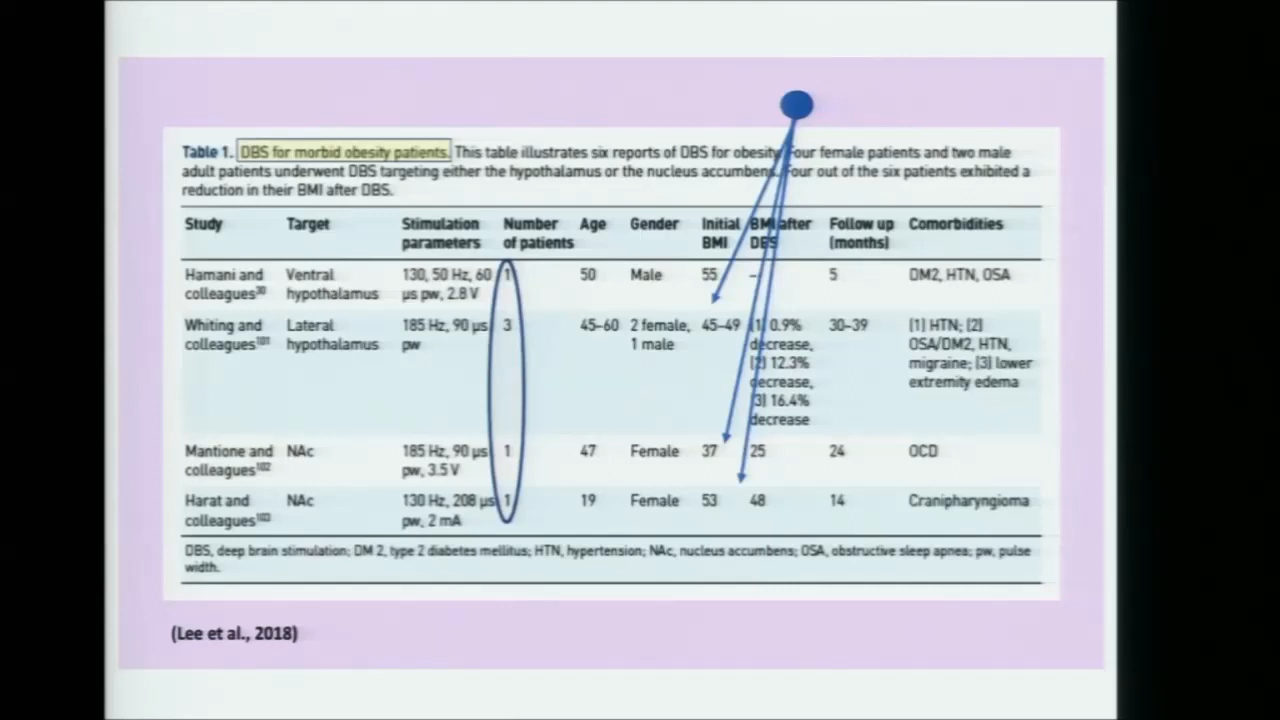 Table 1. DBS for morbid obesity patients. This table illustrates six reports of DBS for obesity. Four female patients and two male
adult patients underwent DBS targeting either the hypothalamus or the nucleus accumbens. Four out of the six patients exhibited a
reduction in their BMI after DBS.
Study Target Stimulation parameters Number of patients Age Gender Initial BMI BMI after DBS Follow up (months) Comorbidities
Hamani and Ventral 130, 50 Hz, 60 1 50 Male 55 – 5 DM2, HTN, OSA
colleagues³⁰ hypothalamus µs pw, 2.8 V
Whiting and Lateral 185 Hz, 90 µs 3 45–60 2 female, 45–49 (1) 0.9% 30–39 (1) HTN; (2)
colleagues¹⁰¹ hypothalamus pw 1 male decrease, OSA/DM2, HTN,
(2) 12.3% migraine; (3) lower
decrease, extremity edema
(3) 16.4%
decrease
Mantione and NAc 185 Hz, 90 µs 1 47 Female 37 25 24 OCD
colleagues¹⁰² pw, 3.5 V
Harat and NAc 130 Hz, 208 µs 1 19 Female 53 48 14 Cranipharyngioma
colleagues¹⁰³ pw, 2 mA
DBS, deep brain stimulation; DM 2, type 2 diabetes mellitus; HTN, hypertension; NAc, nucleus accumbens; OSA, obstructive sleep apnea; pw, pulse
width.
(Lee et al., 2018)